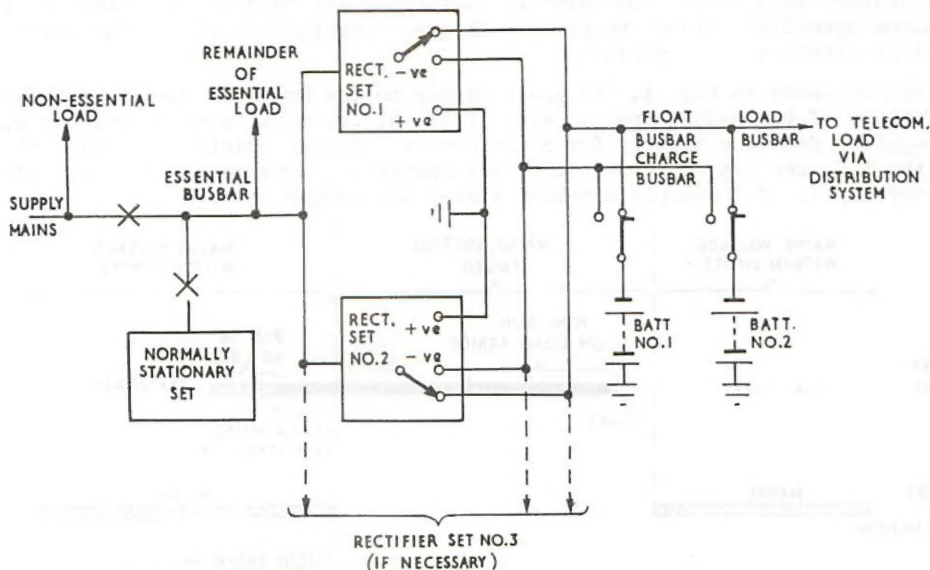 REMAINDER
OF
ESSENTIAL
LOAD
NON-ESSENTIAL
LOAD
RECT.
SET
NO.1
-ve
+ve
FLOAT
BUSBAR
LOAD
BUSBAR
TO TELECOM.
LOAD
VIA
DISTRIBUTION
SYSTEM
CHARGE
BUSBAR
ESSENTIAL
BUSBAR
SUPPLY
MAINS
RECT.
SET
NO.2
+ve
-ve
BATT
NO.1
BATT.
NO.2
NORMALLY
STATIONARY
SET
RECTIFIER SET NO.3
(IF NECESSARY)